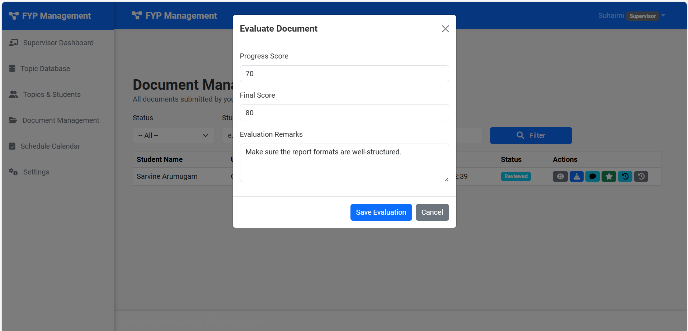 FYP Management
FYP Management
Suharmi Supervisor
Supervisor Dashboard
Topic Database
Topics & Students
Document Management
Schedule Calendar
Settings
Document Mana
All documents submitted by you
Status
Stu
-- All --
e.
Filter
Student Name
Status
Actions
Sarvine Arumugam
:39
Reviewed
Evaluate Document
Progress Score
70
Final Score
80
Evaluation Remarks
Make sure the report formats are well-structured.
Save Evaluation
Cancel